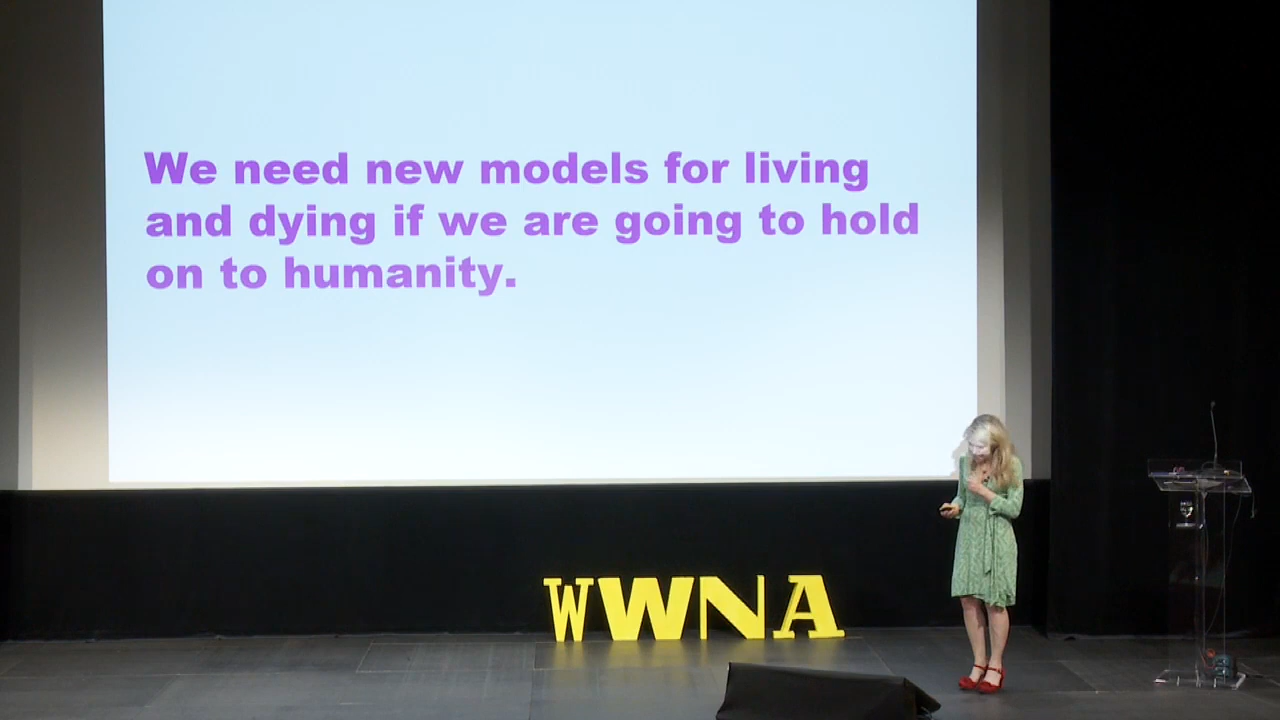 We need new models for living
and dying if we are going to hold
on to humanity.
WWNA